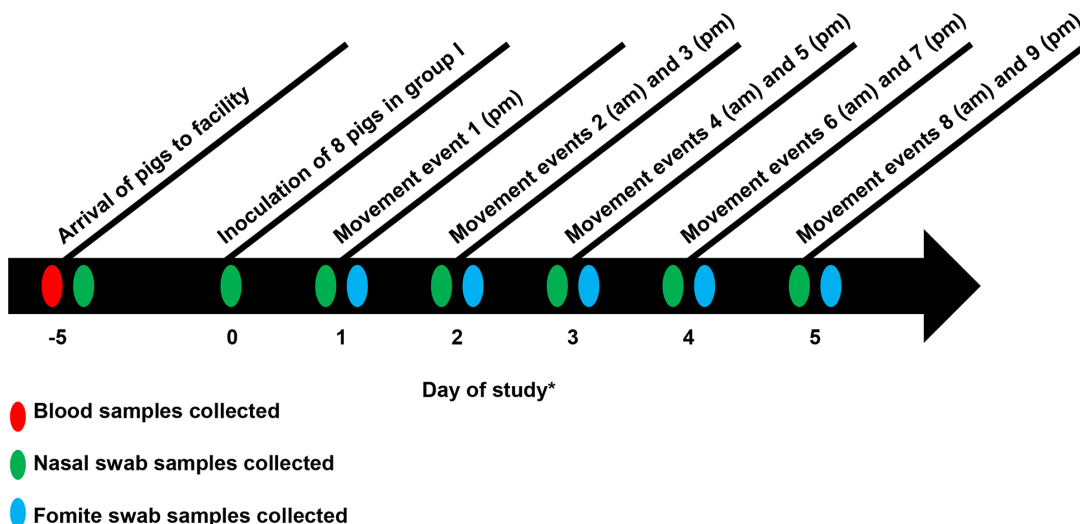 Arrival of pigs to facility
Inoculation of 8 pigs in group I
Movement event 1 (pm)
Movement events 2 (am) and 3 (pm)
Movement events 4 (am) and 5 (pm)
Movement events 6 (am) and 7 (pm)
Movement events 8 (am) and 9 (pm)
-5 0 1 2 3 4 5
Day of study*
Blood samples collected
Nasal swab samples collected
Fomite swab samples collected